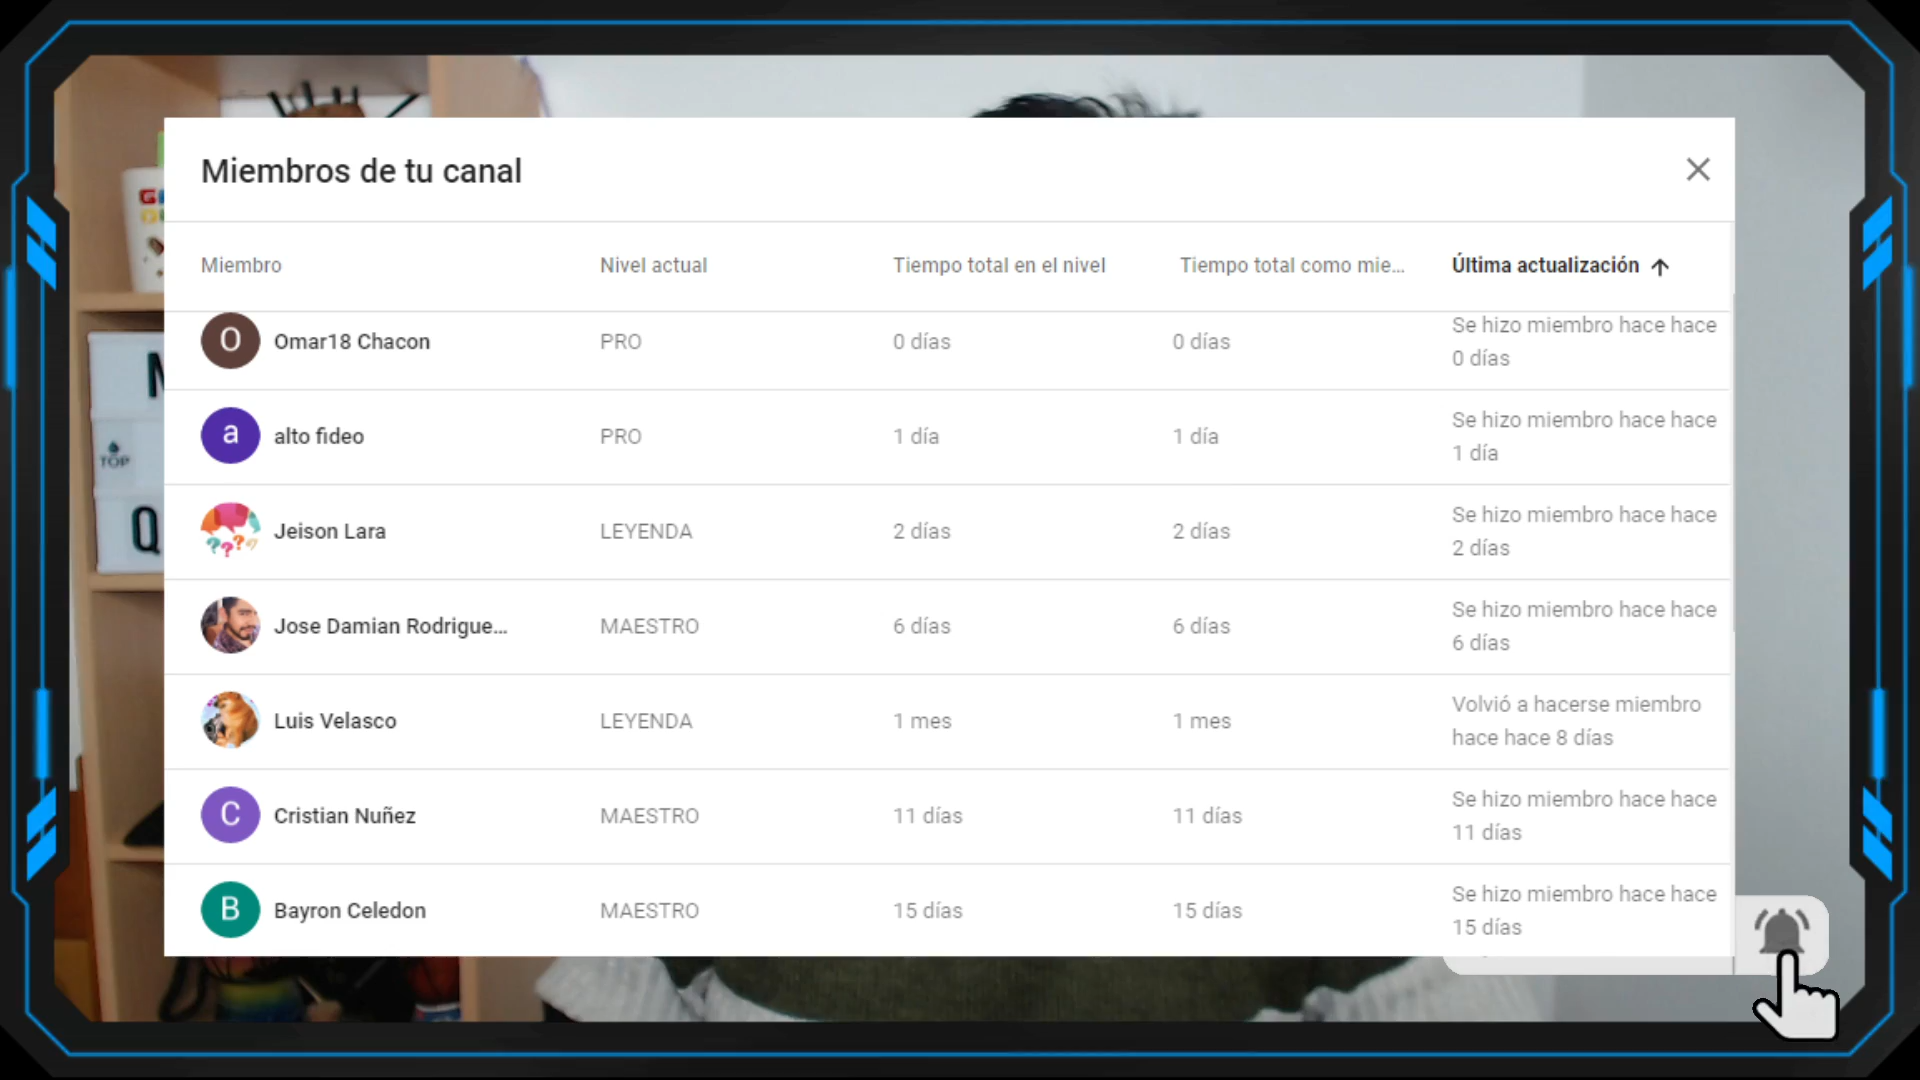 Miembros de tu canal
Miembro Nivel actual Tiempo total en el nivel Tiempo total como mie... Última actualización
O Omar18 Chacon PRO 0 días 0 días Se hizo miembro hace hace
0 días
a alto fideo PRO 1 día 1 día Se hizo miembro hace hace
1 día
Jeison Lara LEYENDA 2 días 2 días Se hizo miembro hace hace
2 días
Jose Damian Rodrigue... MAESTRO 6 días 6 días Se hizo miembro hace hace
6 días
Luis Velasco LEYENDA 1 mes 1 mes Volvió a hacerse miembro
hace hace 8 días
C Cristian Nuñez MAESTRO 11 días 11 días Se hizo miembro hace hace
11 días
B Bayron Celedon MAESTRO 15 días 15 días Se hizo miembro hace hace
15 días
TOP
Q